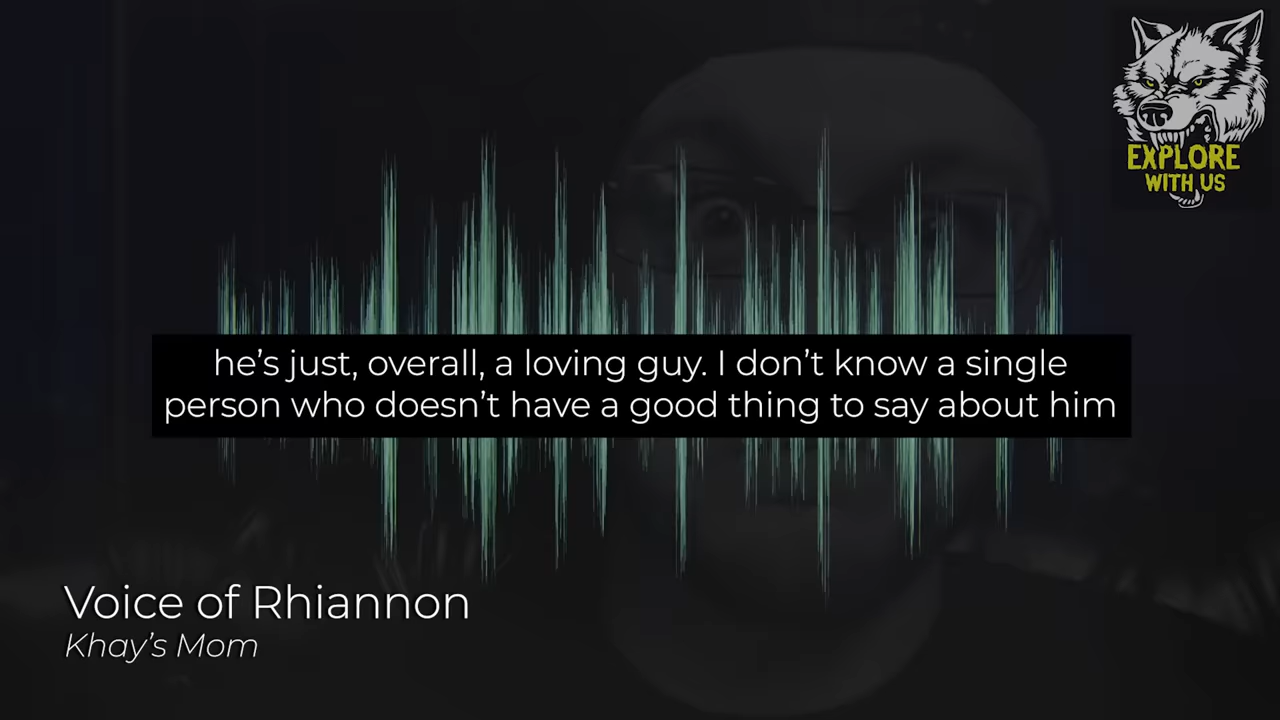 EXPLORE
WITH US
he's just, overall, a loving guy. I don't know a single
person who doesn't have a good thing to say about him
Voice of Rhiannon
Khay's Mom